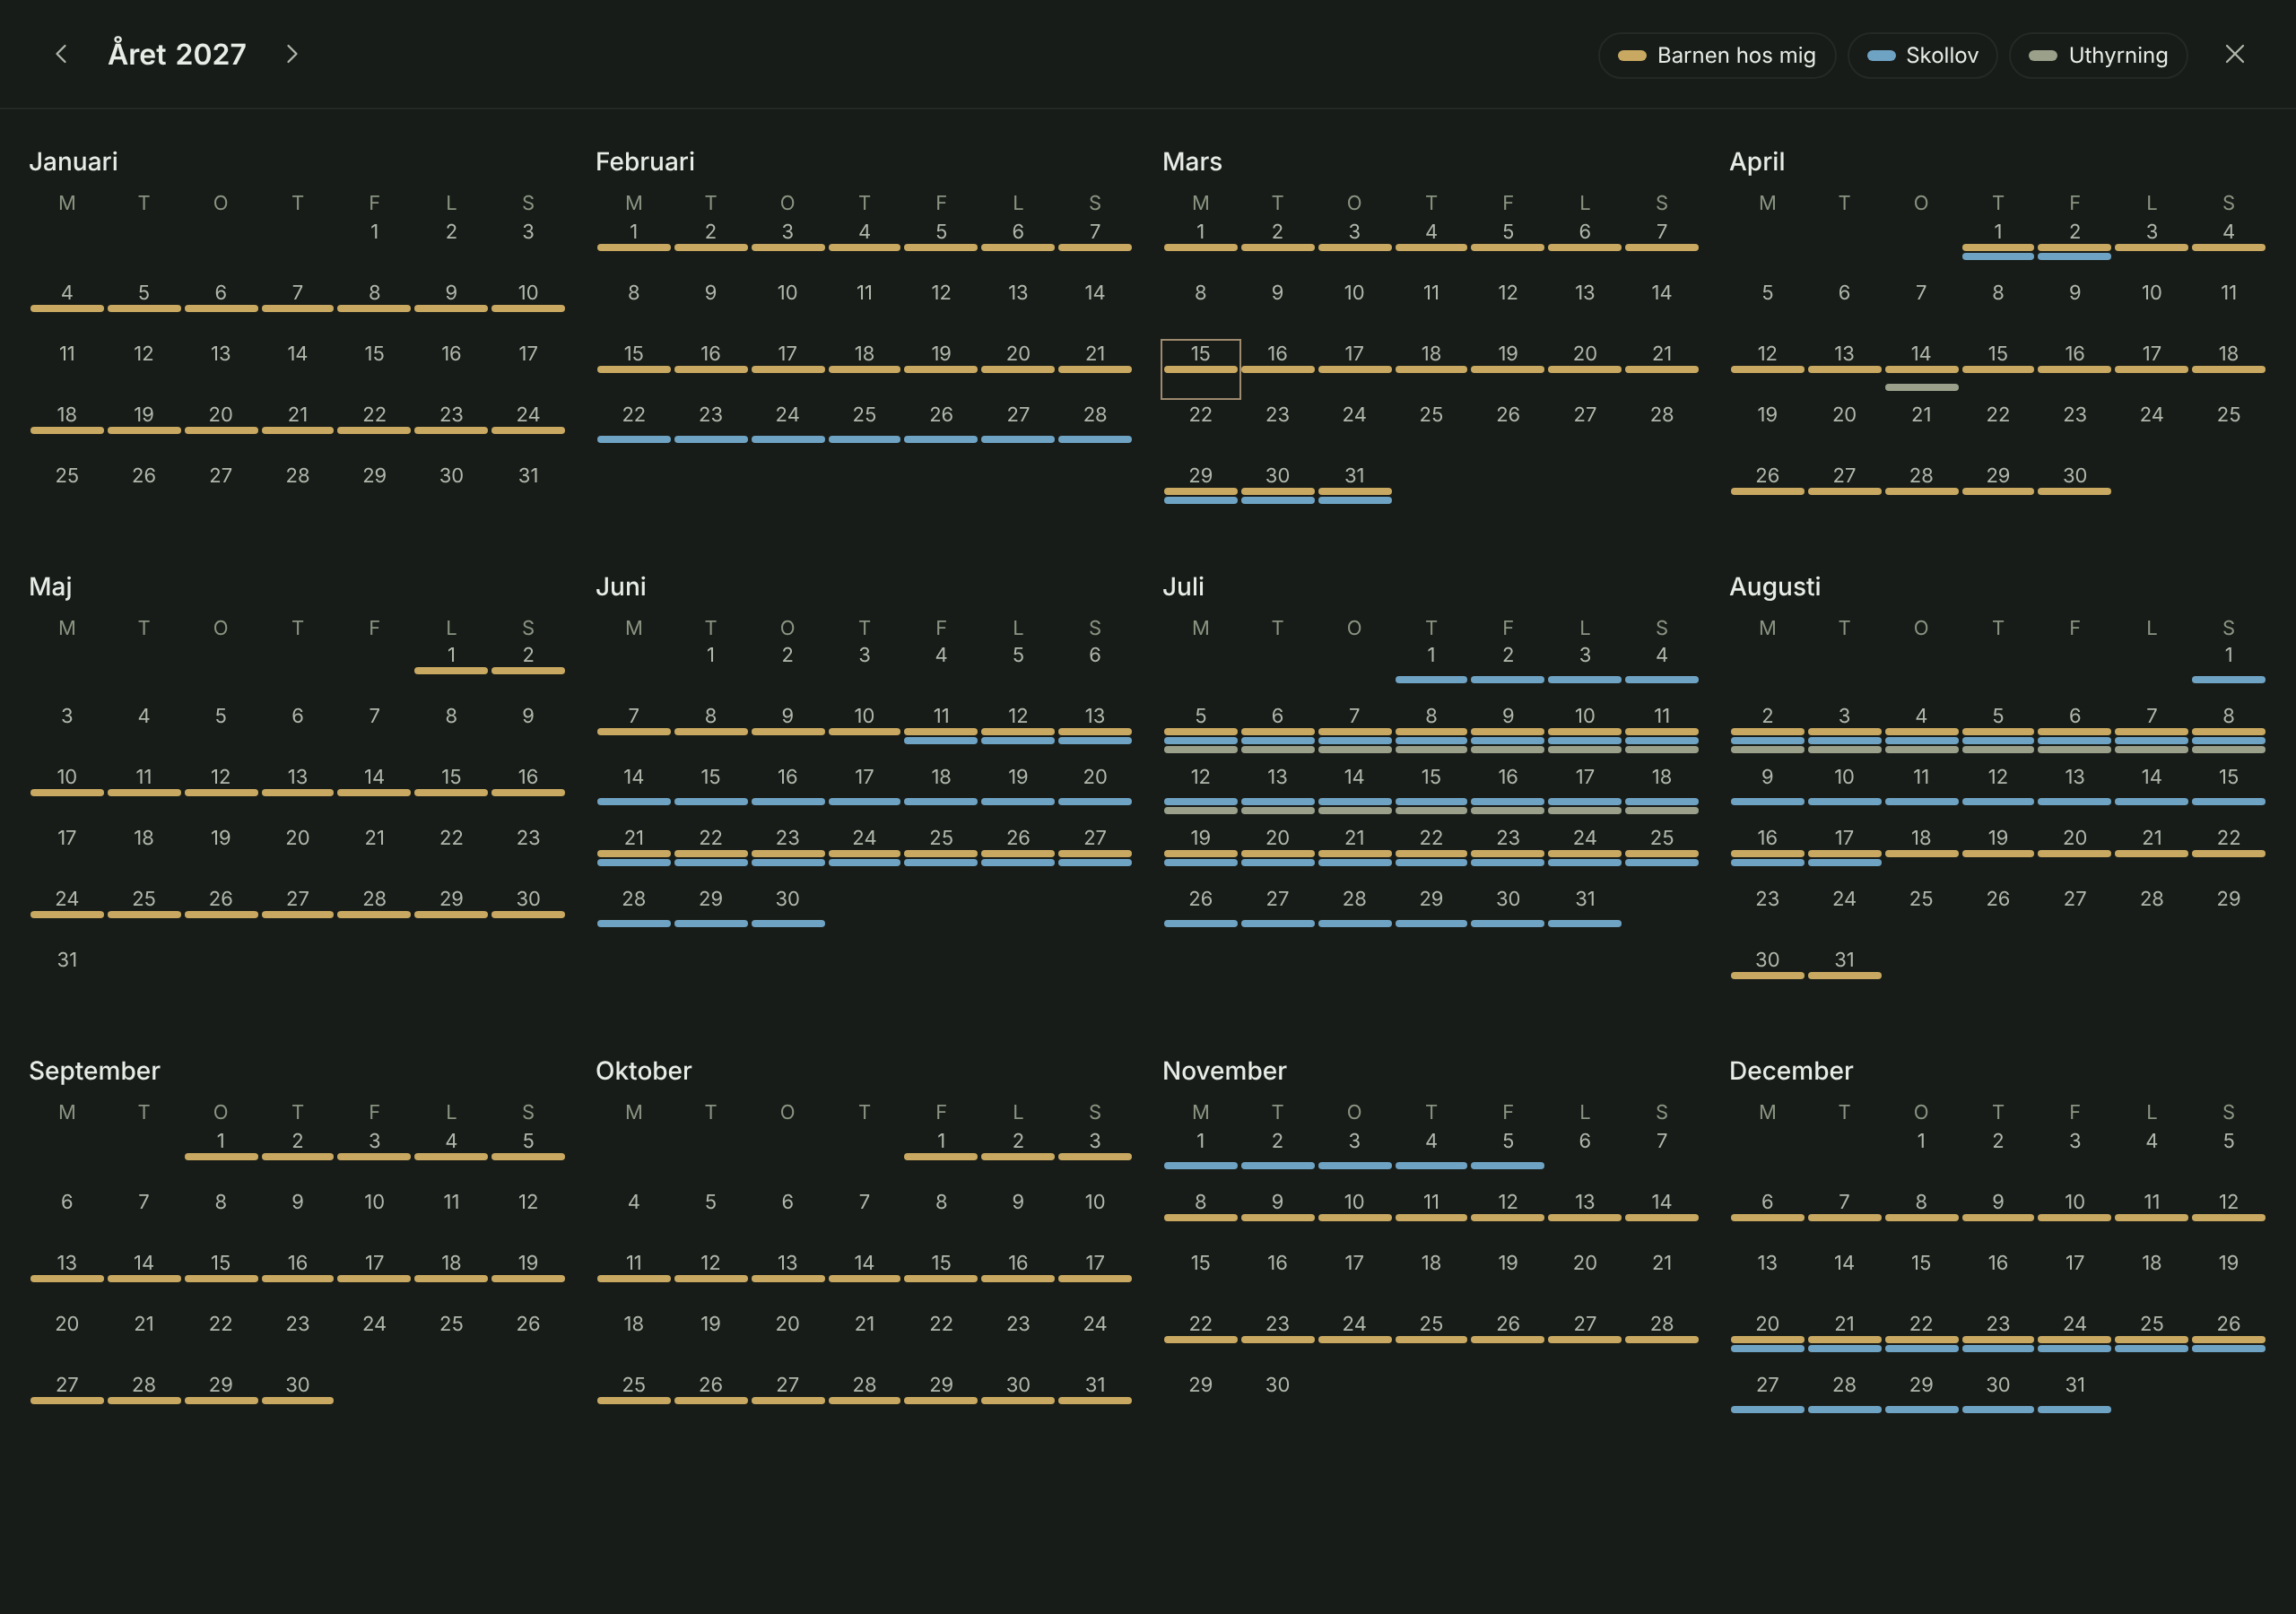 Året 2027
Barnen hos mig Skollov Uthyrning
Januari
M T O T F L S
1 2 3
4 5 6 7 8 9 10
11 12 13 14 15 16 17
18 19 20 21 22 23 24
25 26 27 28 29 30 31
Februari
M T O T F L S
1 2 3 4 5 6 7
8 9 10 11 12 13 14
15 16 17 18 19 20 21
22 23 24 25 26 27 28
Mars
M T O T F L S
1 2 3 4 5 6 7
8 9 10 11 12 13 14
15 16 17 18 19 20 21
22 23 24 25 26 27 28
29 30 31
April
M T O T F L S
1 2 3 4
5 6 7 8 9 10 11
12 13 14 15 16 17 18
19 20 21 22 23 24 25
26 27 28 29 30
Maj
M T O T F L S
1 2
3 4 5 6 7 8 9
10 11 12 13 14 15 16
17 18 19 20 21 22 23
24 25 26 27 28 29 30
31
Juni
M T O T F L S
1 2 3 4 5 6
7 8 9 10 11 12 13
14 15 16 17 18 19 20
21 22 23 24 25 26 27
28 29 30
Juli
M T O T F L S
1 2 3 4
5 6 7 8 9 10 11
12 13 14 15 16 17 18
19 20 21 22 23 24 25
26 27 28 29 30 31
Augusti
M T O T F L S
1
2 3 4 5 6 7 8
9 10 11 12 13 14 15
16 17 18 19 20 21 22
23 24 25 26 27 28 29
30 31
September
M T O T F L S
1 2 3 4 5
6 7 8 9 10 11 12
13 14 15 16 17 18 19
20 21 22 23 24 25 26
27 28 29 30
Oktober
M T O T F L S
1 2 3
4 5 6 7 8 9 10
11 12 13 14 15 16 17
18 19 20 21 22 23 24
25 26 27 28 29 30 31
November
M T O T F L S
1 2 3 4 5 6 7
8 9 10 11 12 13 14
15 16 17 18 19 20 21
22 23 24 25 26 27 28
29 30
December
M T O T F L S
1 2 3 4 5
6 7 8 9 10 11 12
13 14 15 16 17 18 19
20 21 22 23 24 25 26
27 28 29 30 31